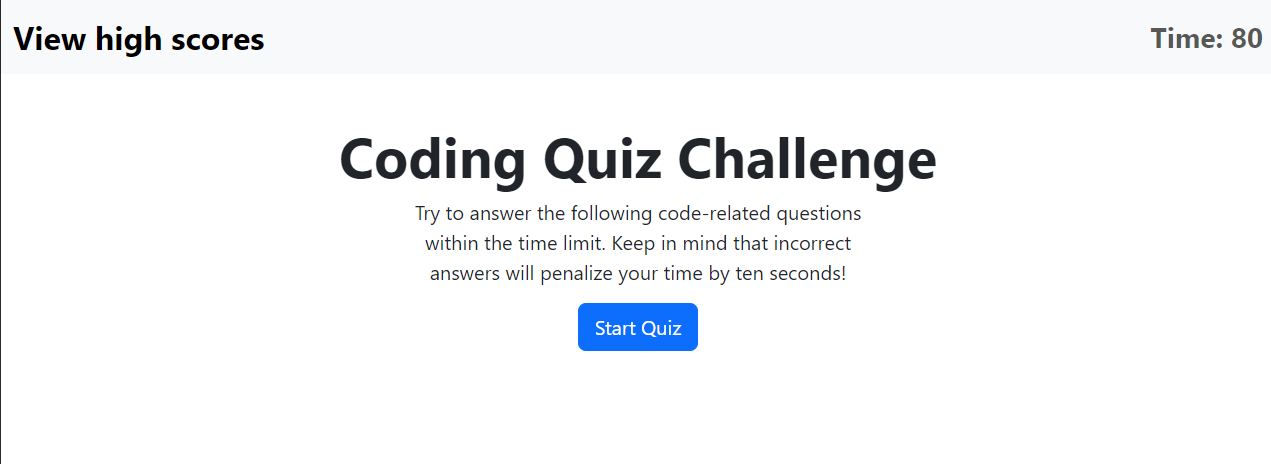 View high scores
Time: 80
Coding Quiz Challenge
Try to answer the following code-related questions
within the time limit. Keep in mind that incorrect
answers will penalize your time by ten seconds!
Start Quiz